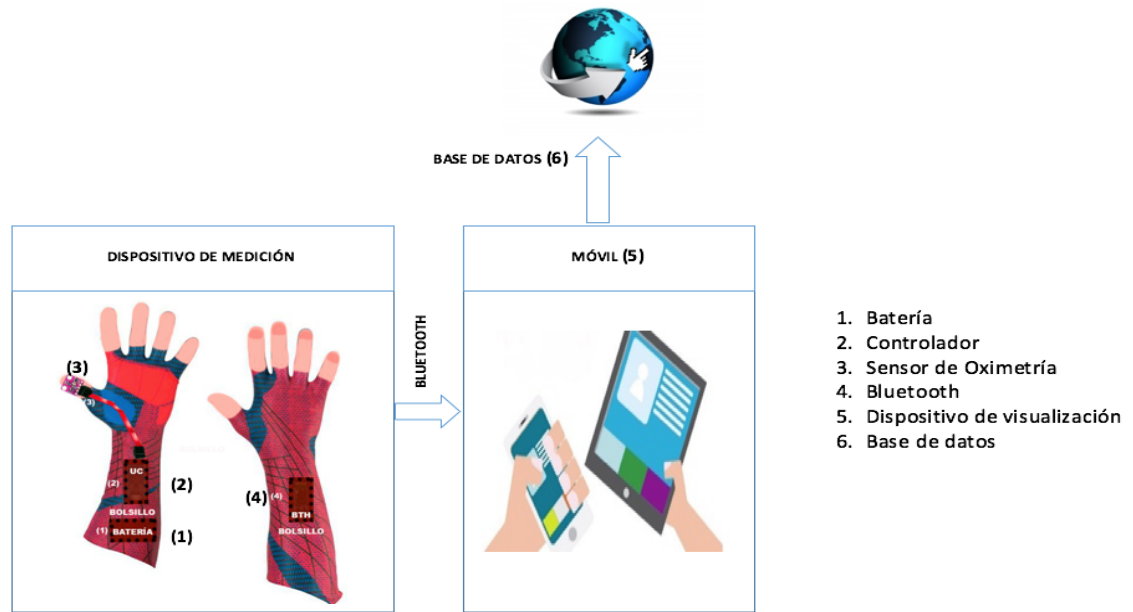 BASE DE DATOS (6)
DISPOSITIVO DE MEDICIÓN
MÓVIL (5)
(3)
(3)
UC
(2)
(2)
BOLSILLO
(1)
BATERÍA
(1)
(4)
(4)
BTH
BOLSILLO
BLUETOOTH
1. Batería
2. Controlador
3. Sensor de Oximetría
4. Bluetooth
5. Dispositivo de visualización
6. Base de datos